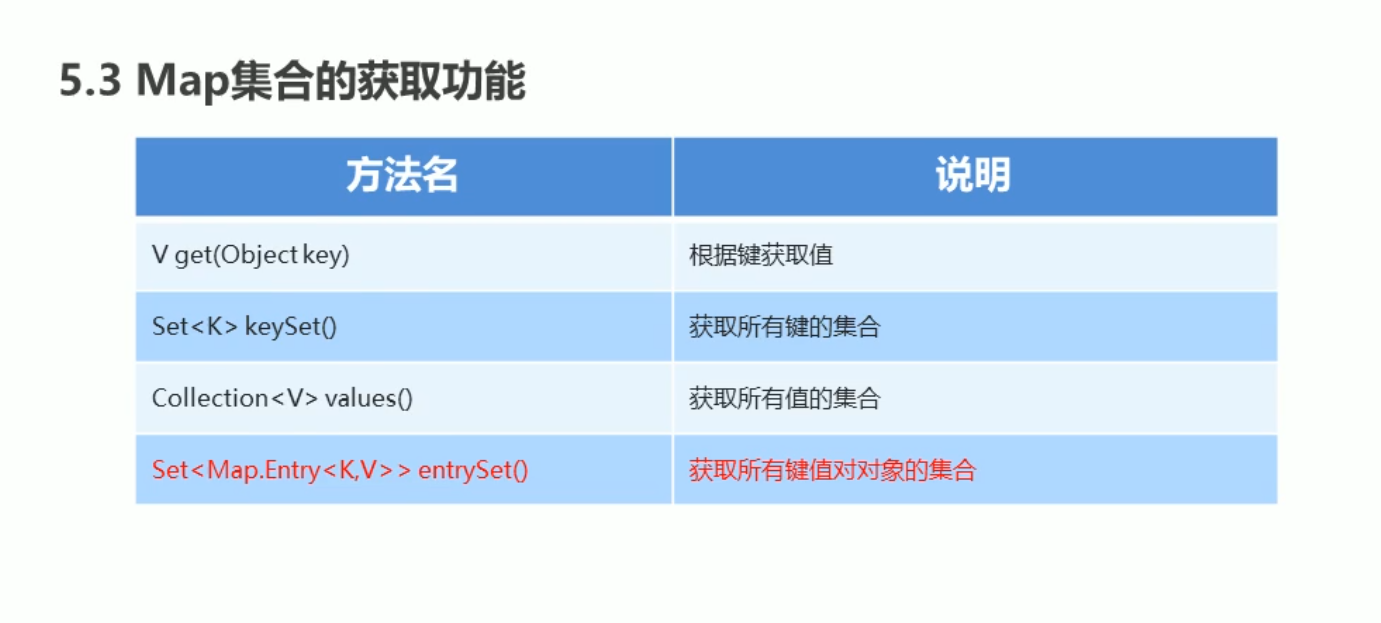 5.3 Map集合的获取功能
方法名 说明
V get(Object key) 根据键获取值
Set<K> keySet() 获取所有键的集合
Collection<V> values() 获取所有值的集合
Set<Map.Entry<K,V>> entrySet() 获取所有键值对对象的集合